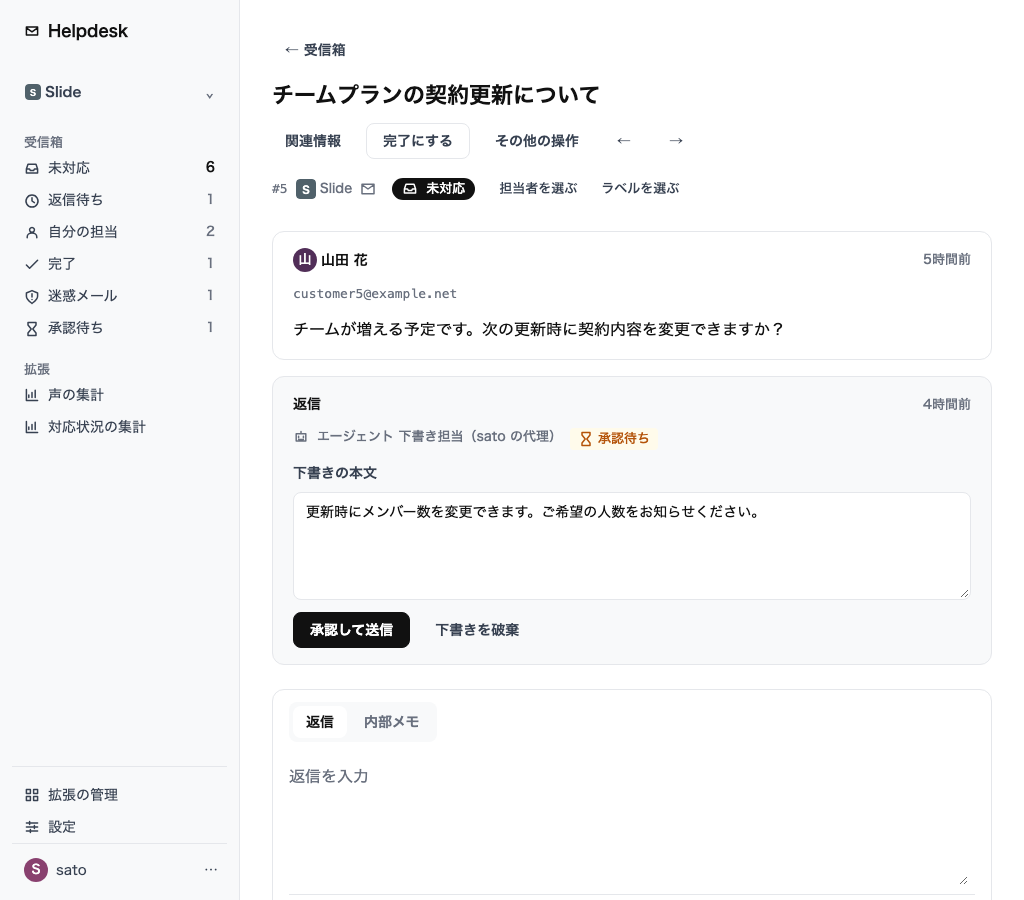 Helpdesk
S Slide
受信箱
未対応 6
返信待ち 1
自分の担当 2
完了 1
迷惑メール 1
承認待ち 1
拡張
声の集計
対応状況の集計
拡張の管理
設定
S sato ...
← 受信箱
チームプランの契約更新について
関連情報 完了にする その他の操作 ← →
#5 S Slide 未対応 担当者を選ぶ ラベルを選ぶ
山 山田 花 5時間前
customer5@example.net
チームが増える予定です。次の更新時に契約内容を変更できますか？
返信 4時間前
エージェント 下書き担当（sato の代理） 承認待ち
下書きの本文
更新時にメンバー数を変更できます。ご希望の人数をお知らせください。
承認して送信 下書きを破棄
返信 内部メモ
返信を入力